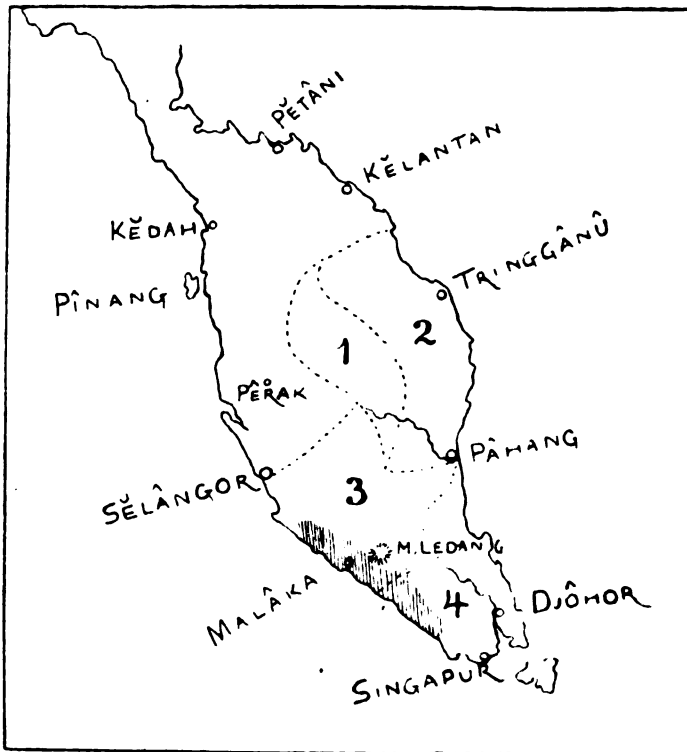 PĔTÂNI
KĔLANTAN
KĔDAH
TRINGGÂNÛ
PÎNANG
1
2
PÊRAK
PÂHANG
SĔLÂNGOR
3
M. LEDANG
MALÂKA
4
DJÔHOR
SINGAPUR